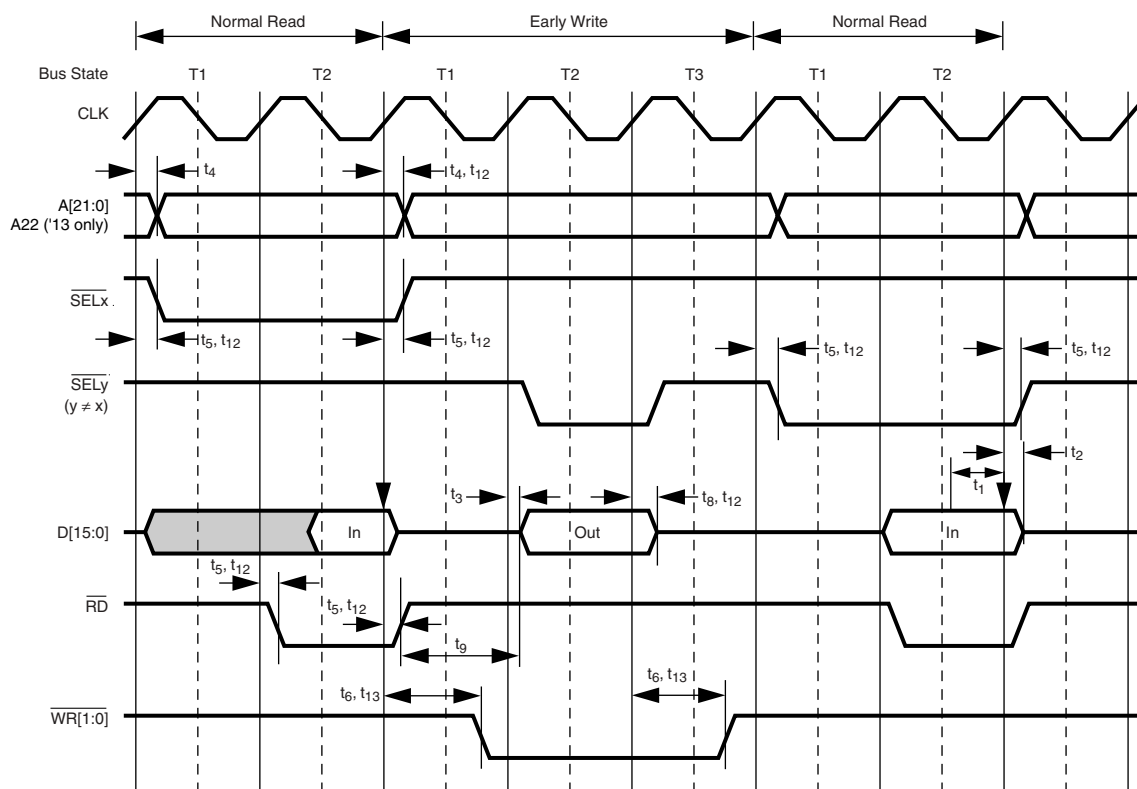 Normal Read Early Write Normal Read
Bus State T1 T2 T1 T2 T3 T1 T2
CLK
t4 t4, t12
A[21:0]
A22 ('13 only)
SELx
t5, t12 t5, t12 t5, t12 t5, t12
SELy
(y ≠ x)
t2
t3 t8, t12 t1
D[15:0] In Out In
t5, t12
RD t5, t12
t9
t6, t13 t6, t13
WR[1:0]